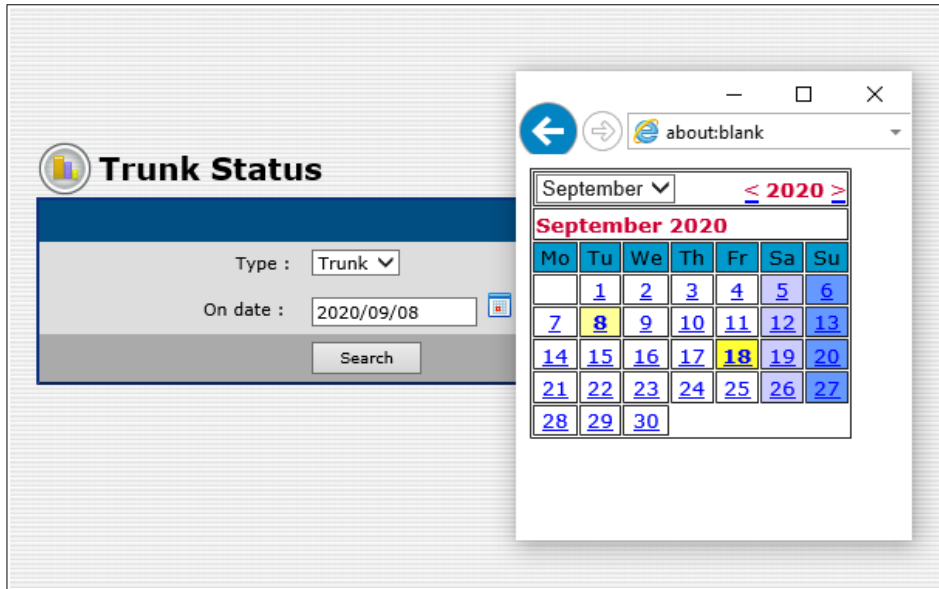 Trunk Status
Type : Trunk
On date : 2020/09/08
Search
about:blank
September < 2020 >
September 2020
Mo Tu We Th Fr Sa Su
1 2 3 4 5 6
7 8 9 10 11 12 13
14 15 16 17 18 19 20
21 22 23 24 25 26 27
28 29 30